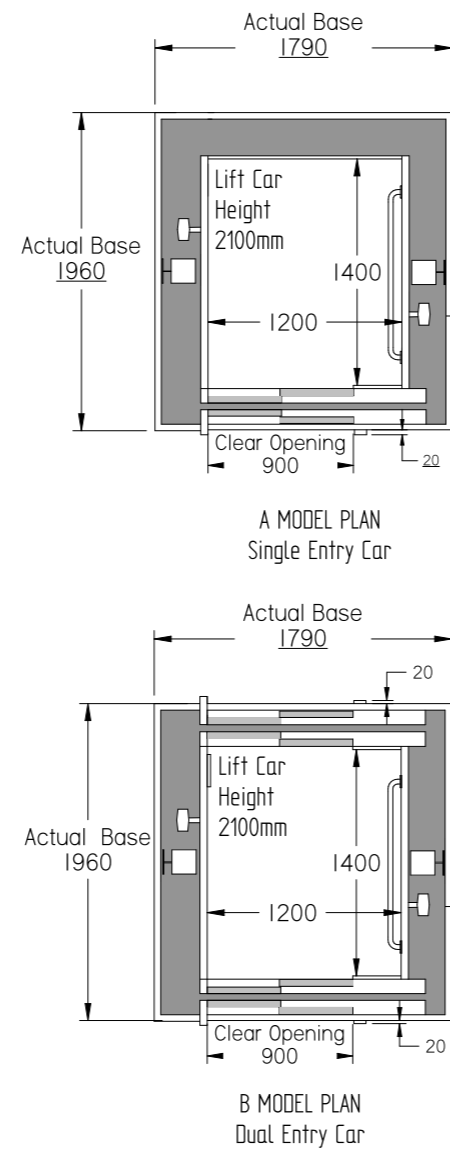 Actual Base
1790
Lift Car
Height
2100mm
Actual Base
1960
1400
1200
Clear Opening
900
20
A MODEL PLAN
Single Entry Car
Actual Base
1790
20
Lift Car
Height
2100mm
Actual Base
1960
1400
1200
Clear Opening
900
20
B MODEL PLAN
Dual Entry Car